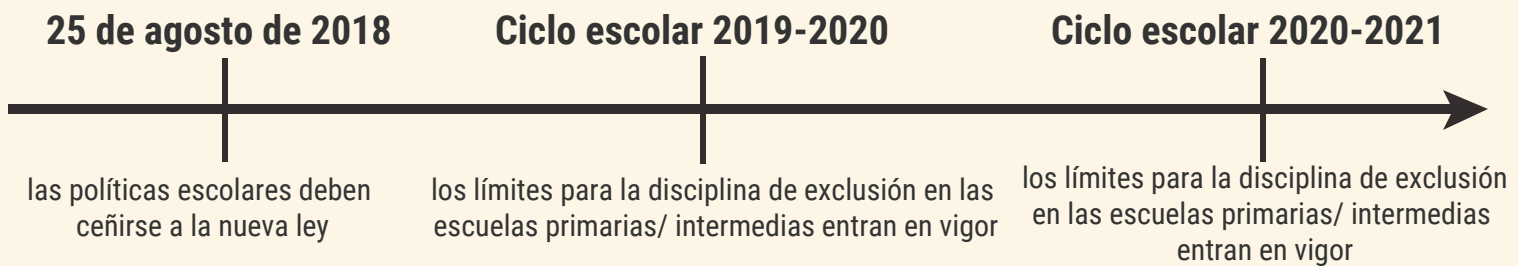 25 de agosto de 2018
las políticas escolares deben
ceñirse a la nueva ley
Ciclo escolar 2019-2020
los límites para la disciplina de exclusión en las
escuelas primarias/ intermedias entran en vigor
Ciclo escolar 2020-2021
los límites para la disciplina de exclusión
en las escuelas primarias/ intermedias
entran en vigor